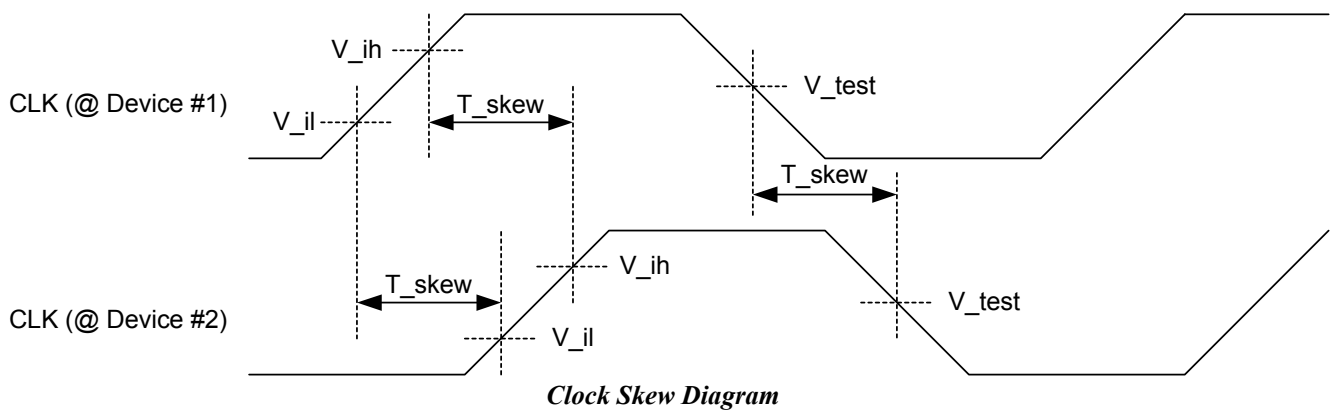 V_ih
CLK (@ Device #1)
V_il
T_skew
V_test
T_skew
V_ih
T_skew
V_test
CLK (@ Device #2)
V_il
Clock Skew Diagram